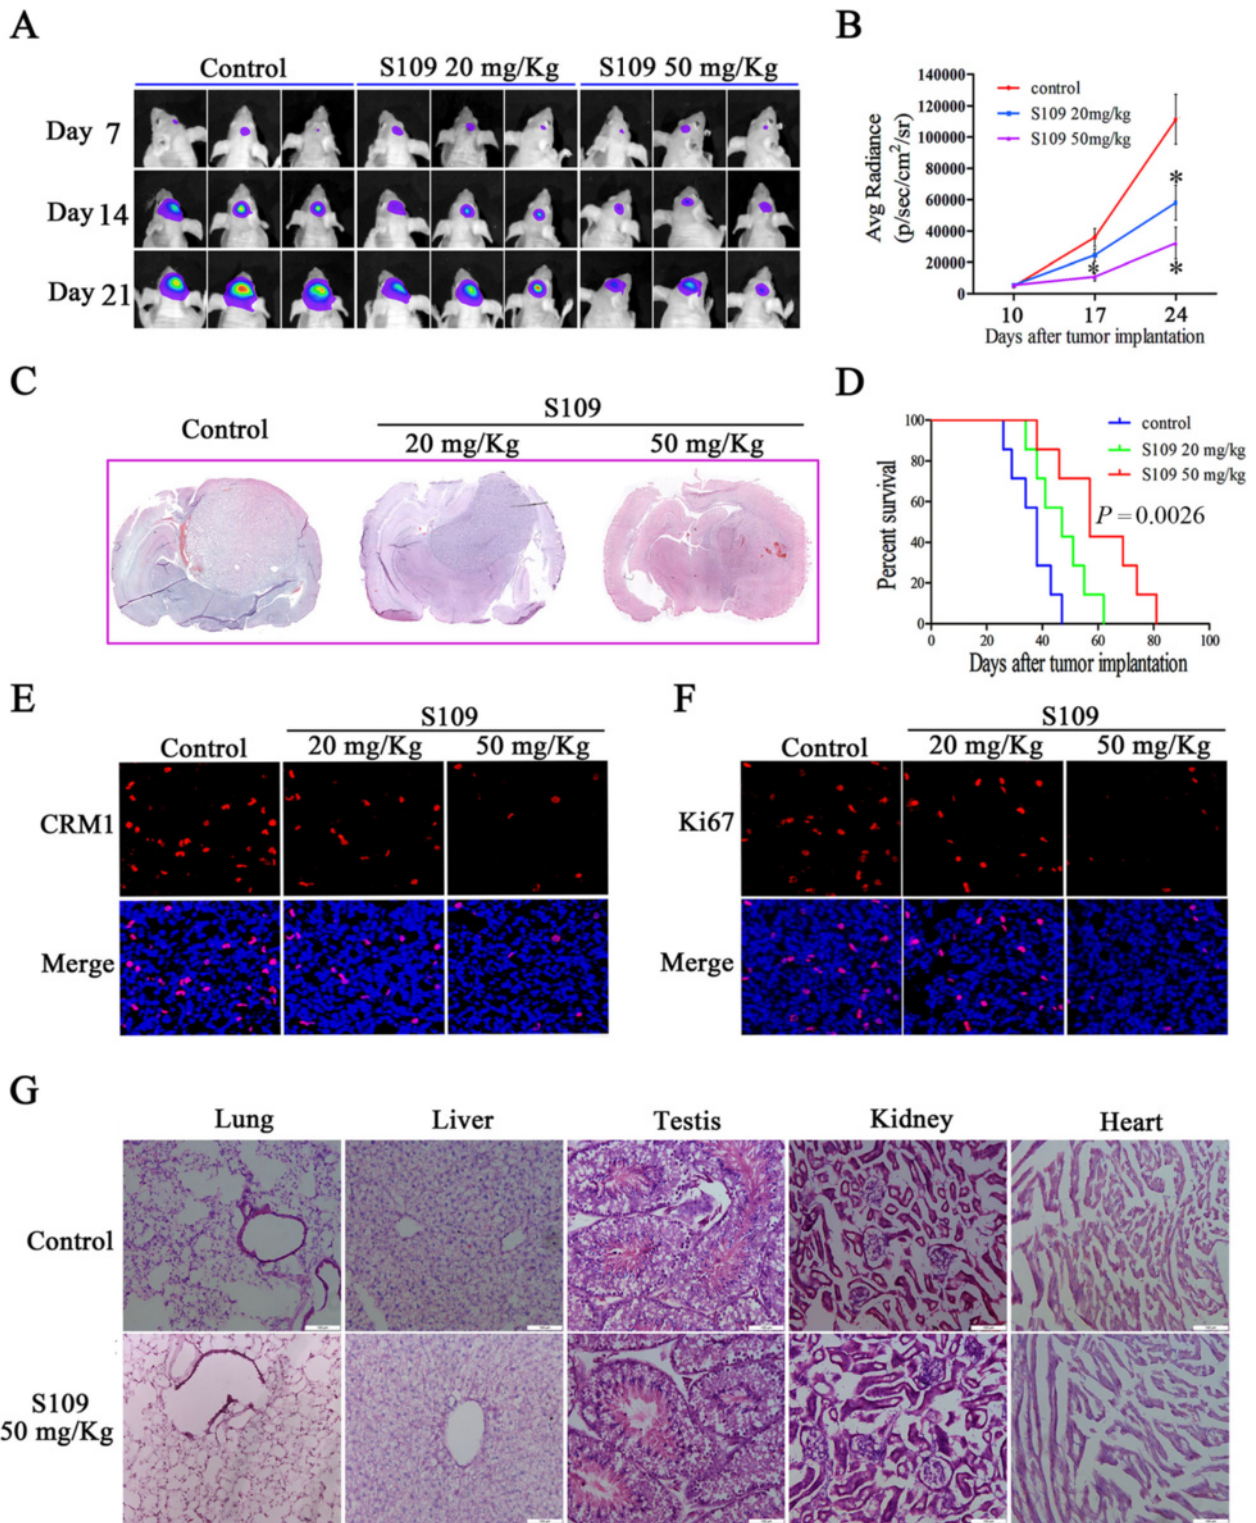 A
Control
S109 20 mg/Kg
S109 50 mg/Kg
Day 7
Day 14
Day 21
B
140000
120000
100000
80000
60000
40000
20000
0
Avg Radiance
(p/sec/cm²/sr)
control
S109 20mg/kg
S109 50mg/kg
*
*
*
10
17
24
Days after tumor implantation
C
Control
S109
20 mg/Kg
50 mg/Kg
D
100
80
60
40
20
0
Percent survival
control
S109 20 mg/kg
S109 50 mg/kg
P = 0.0026
0
20
40
60
80
100
Days after tumor implantation
E
S109
Control
20 mg/Kg
50 mg/Kg
CRM1
Merge
F
S109
Control
20 mg/Kg
50 mg/Kg
Ki67
Merge
G
Lung
Liver
Testis
Kidney
Heart
Control
S109
50 mg/Kg